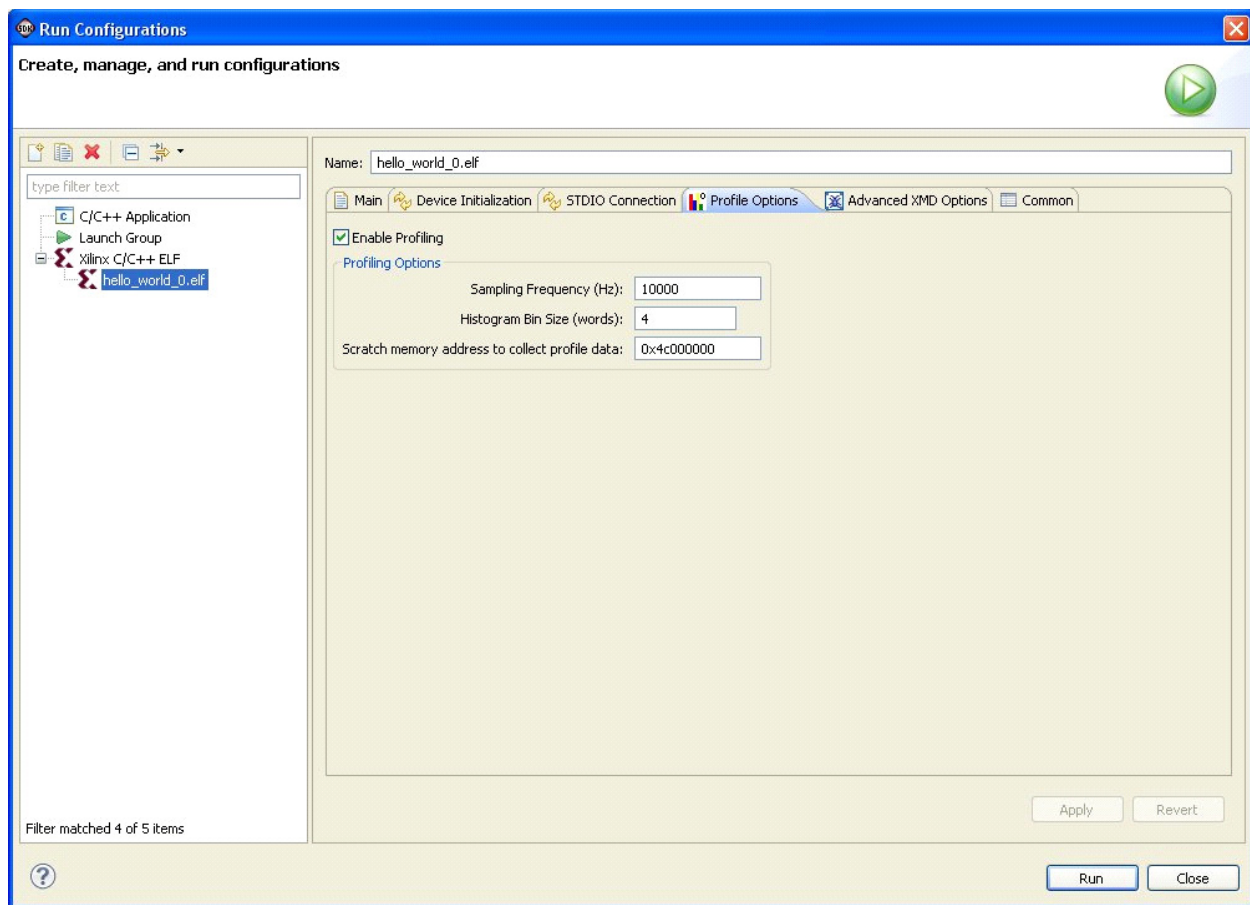 SDK Run Configurations
Create, manage, and run configurations
type filter text
C/C++ Application
Launch Group
Xilinx C/C++ ELF
hello_world_0.elf
Filter matched 4 of 5 items
Name: hello_world_0.elf
Main Device Initialization STDIO Connection Profile Options Advanced XMD Options Common
Enable Profiling
Profiling Options
Sampling Frequency (Hz): 10000
Histogram Bin Size (words): 4
Scratch memory address to collect profile data: 0x4c000000
Apply Revert
? Run Close